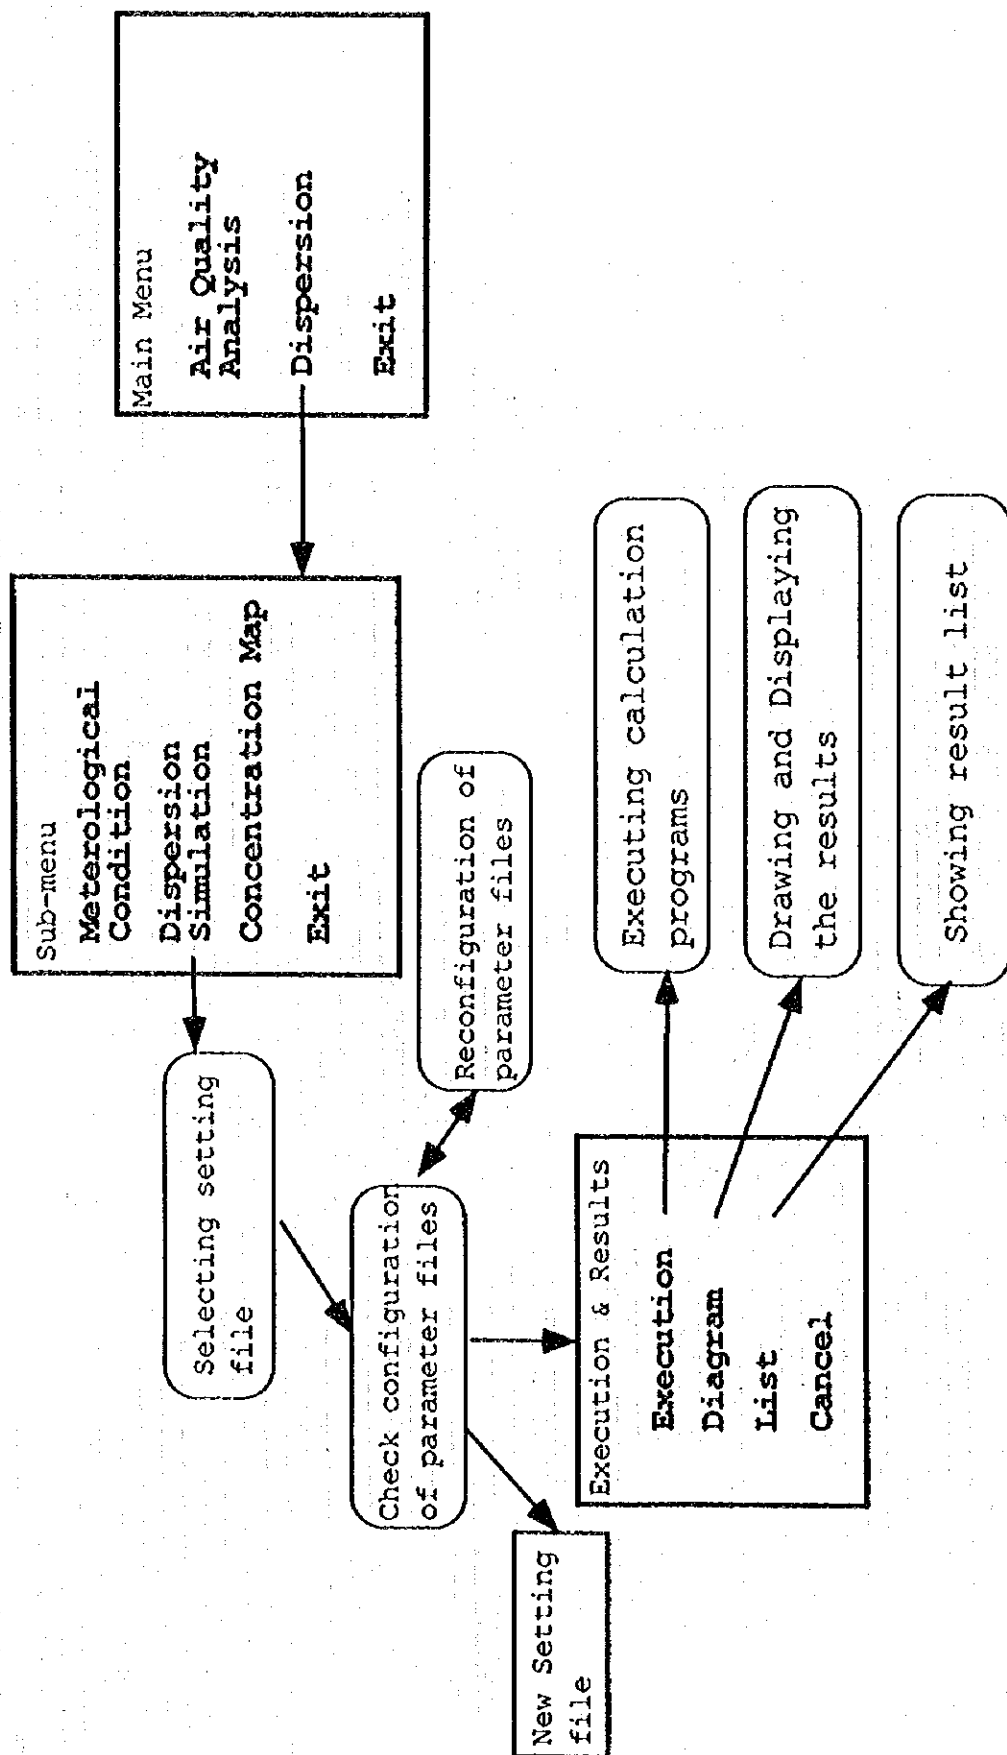 Main Menu
Air Quality
Analysis
Dispersion
Exit
Sub-menu
Meterological
Condition
Dispersion
Simulation
Concentration Map
Exit
Selecting setting
file
Check configuration
of parameter files
Reconfiguration of
parameter files
New Setting
file
Execution & Results
Execution
Diagram
List
Cancel
Executing calculation
programs
Drawing and Displaying
the results
Showing result list